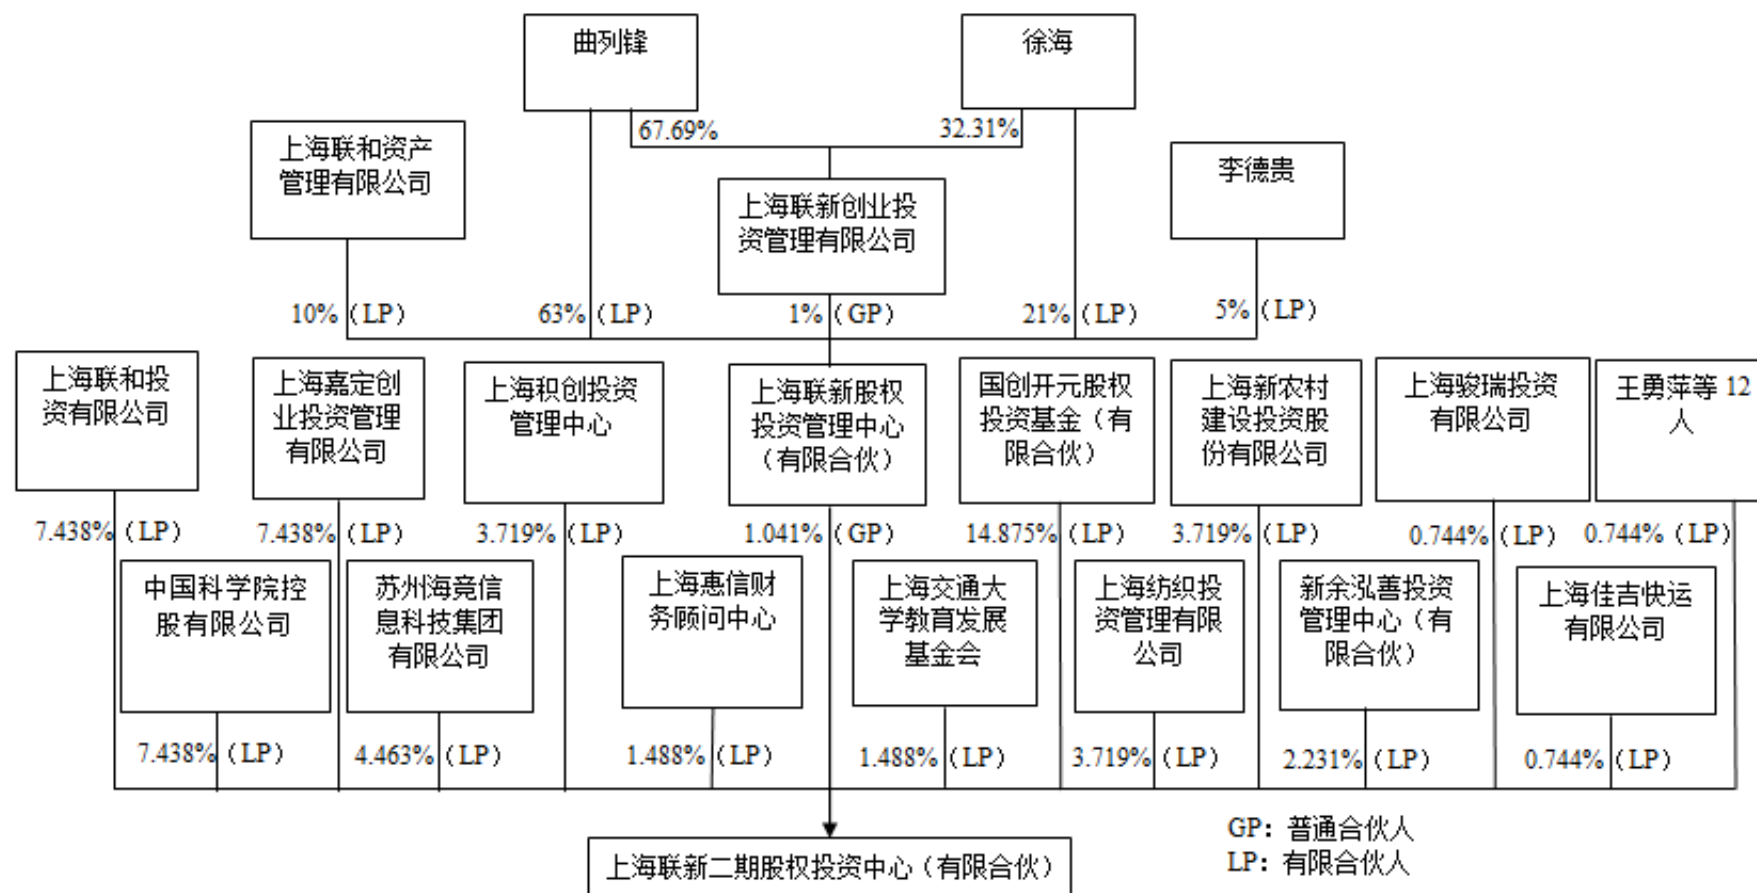 曲列锋
徐海
67.69%
32.31%
上海联和资产
管理有限公司
上海联新创业投
资管理有限公司
李德贵
10%（LP）
63%（LP）
1%（GP）
21%（LP）
5%（LP）
上海联和投
资有限公司
上海嘉定创
业投资管理
有限公司
上海积创投资
管理中心
上海联新股权
投资管理中心
（有限合伙）
国创开元股权
投资基金（有
限合伙）
上海新农村
建设投资股
份有限公司
上海骏瑞投资
有限公司
王勇萍等 12
人
7.438%（LP）
7.438%（LP）
3.719%（LP）
1.041%（GP）
14.875%（LP）
3.719%（LP）
0.744%（LP）
0.744%（LP）
中国科学院控
股有限公司
苏州海竞信
息科技集团
有限公司
上海惠信财
务顾问中心
上海交通大
学教育发展
基金会
上海纺织投
资管理有限
公司
新余泓善投资
管理中心（有
限合伙）
上海佳吉快运
有限公司
7.438%（LP）
4.463%（LP）
1.488%（LP）
1.488%（LP）
3.719%（LP）
2.231%（LP）
0.744%（LP）
上海联新二期股权投资中心（有限合伙）
GP：普通合伙人
LP：有限合伙人